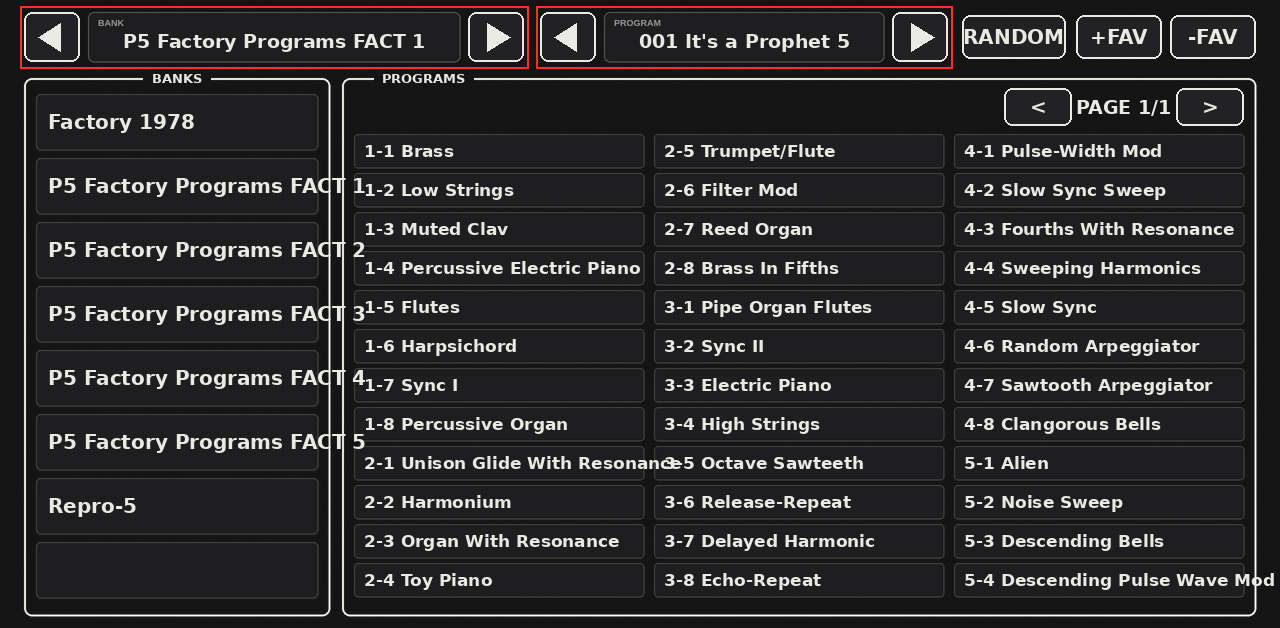 BANK
P5 Factory Programs FACT 1
PROGRAM
001 It's a Prophet 5
RANDOM
+FAV
-FAV
BANKS
Factory 1978
P5 Factory Programs FACT 1
P5 Factory Programs FACT 2
P5 Factory Programs FACT 3
P5 Factory Programs FACT 4
P5 Factory Programs FACT 5
Repro-5
PROGRAMS
< PAGE 1/1 >
1-1 Brass
1-2 Low Strings
1-3 Muted Clav
1-4 Percussive Electric Piano
1-5 Flutes
1-6 Harpsichord
1-7 Sync I
1-8 Percussive Organ
2-1 Unison Glide With Resonance
2-2 Harmonium
2-3 Organ With Resonance
2-4 Toy Piano
2-5 Trumpet/Flute
2-6 Filter Mod
2-7 Reed Organ
2-8 Brass In Fifths
3-1 Pipe Organ Flutes
3-2 Sync II
3-3 Electric Piano
3-4 High Strings
3-5 Octave Sawteeth
3-6 Release-Repeat
3-7 Delayed Harmonic
3-8 Echo-Repeat
4-1 Pulse-Width Mod
4-2 Slow Sync Sweep
4-3 Fourths With Resonance
4-4 Sweeping Harmonics
4-5 Slow Sync
4-6 Random Arpeggiator
4-7 Sawtooth Arpeggiator
4-8 Clangorous Bells
5-1 Alien
5-2 Noise Sweep
5-3 Descending Bells
5-4 Descending Pulse Wave Mod